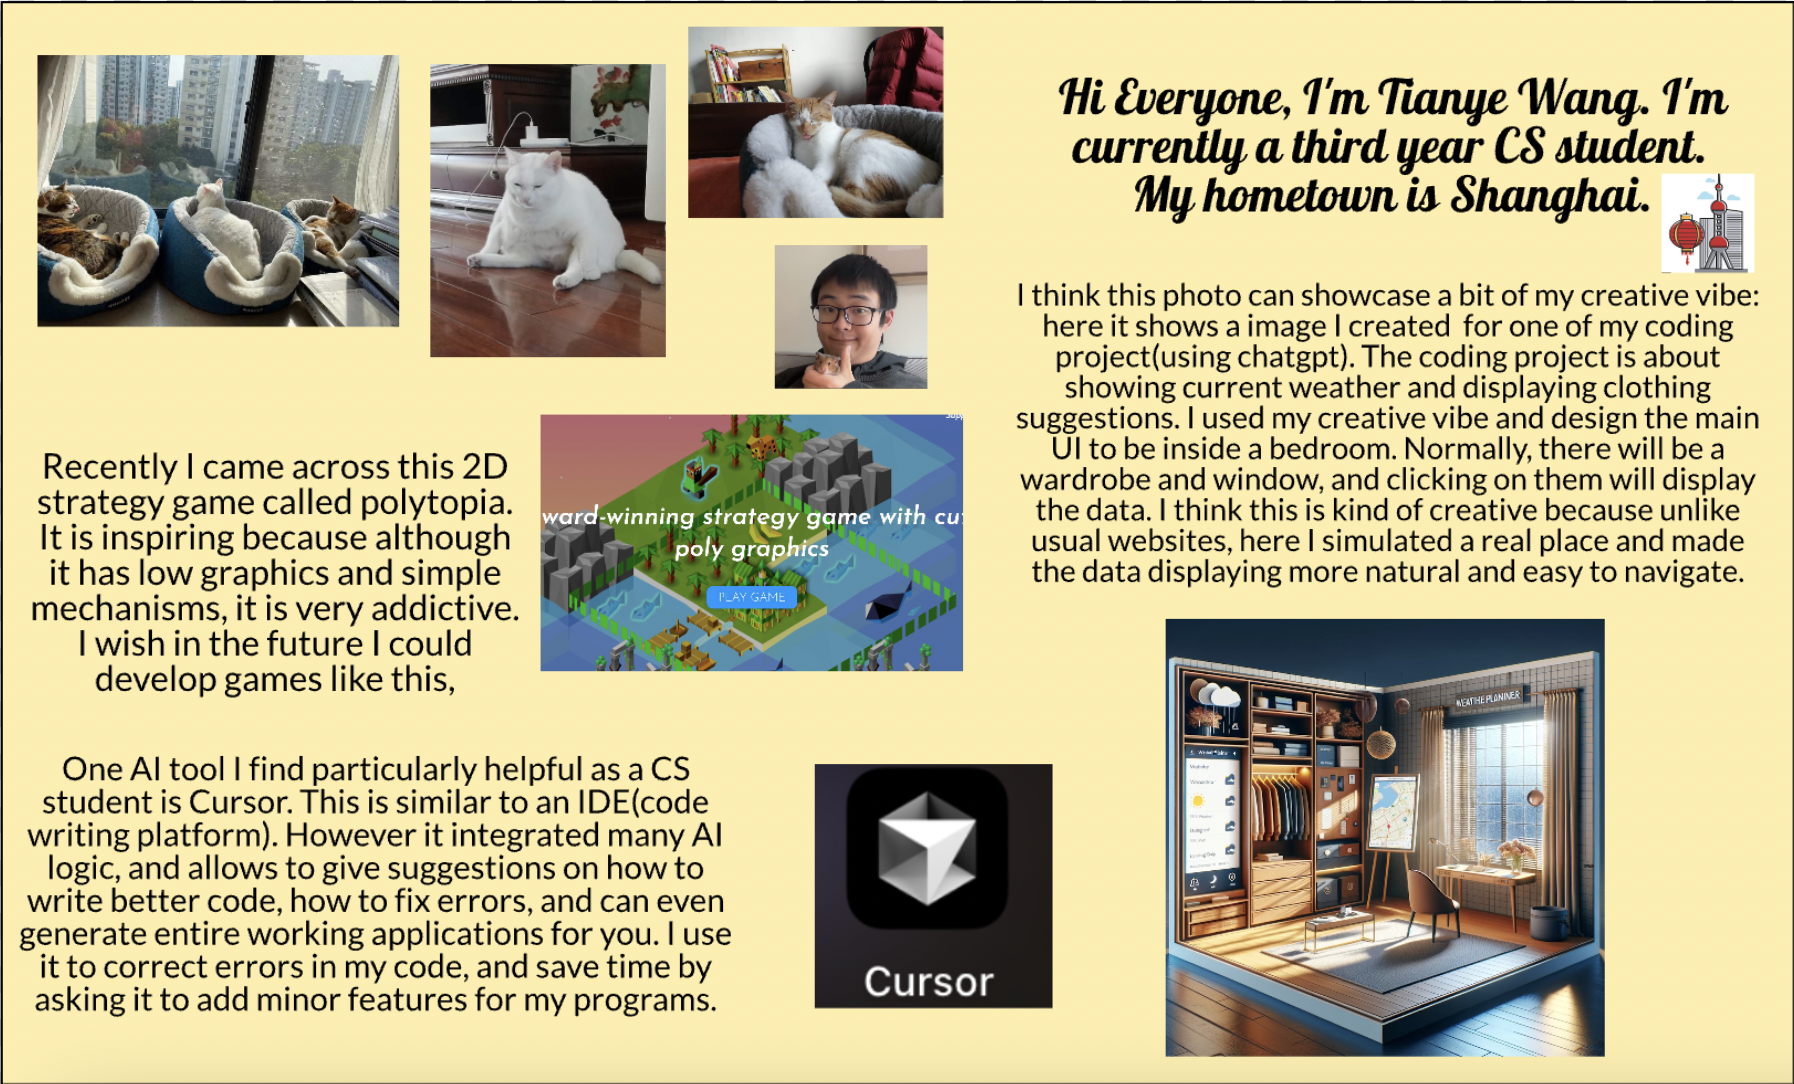 Hi Everyone, I'm Tianye Wang. I'm
currently a third year CS student.
My hometown is Shanghai.
I think this photo can showcase a bit of my creative vibe:
here it shows a image I created for one of my coding
project(using chatgpt). The coding project is about
showing current weather and displaying clothing
suggestions. I used my creative vibe and design the main
UI to be inside a bedroom. Normally, there will be a
wardrobe and window, and clicking on them will display
the data. I think this is kind of creative because unlike
usual websites, here I simulated a real place and made
the data displaying more natural and easy to navigate.
WEATHE PLANINER
Recently I came across this 2D
strategy game called polytopia.
It is inspiring because although
it has low graphics and simple
mechanisms, it is very addictive.
I wish in the future I could
develop games like this,
ward-winning strategy game with cu
poly graphics
PLAY GAME
One AI tool I find particularly helpful as a CS
student is Cursor. This is similar to an IDE(code
writing platform). However it integrated many AI
logic, and allows to give suggestions on how to
write better code, how to fix errors, and can even
generate entire working applications for you. I use
it to correct errors in my code, and save time by
asking it to add minor features for my programs.
Cursor